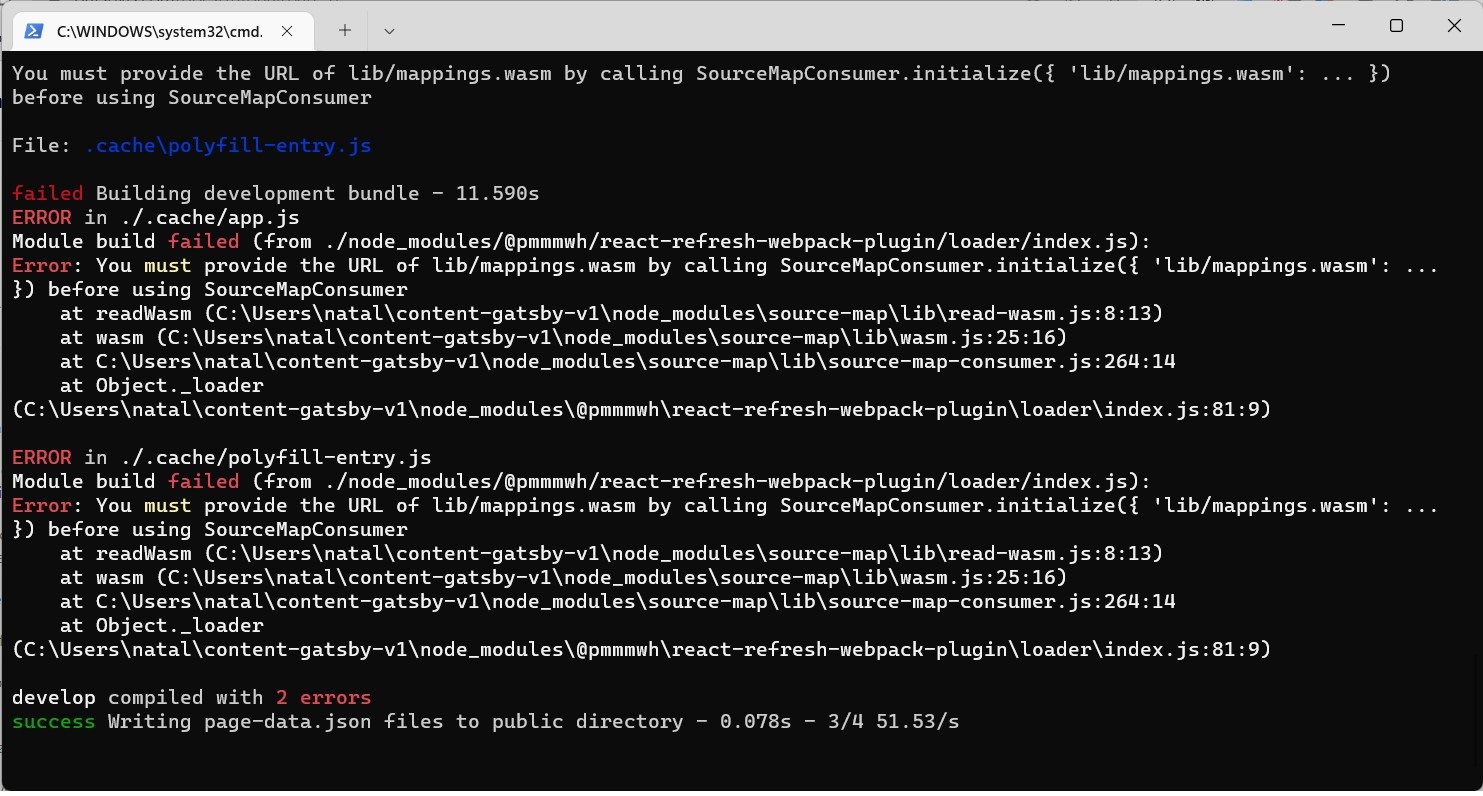 C:\WINDOWS\system32\cmd.
You must provide the URL of lib/mappings.wasm by calling SourceMapConsumer.initialize({ 'lib/mappings.wasm': ... })
before using SourceMapConsumer
File: .cache\polyfill-entry.js
failed Building development bundle - 11.590s
ERROR in ./.cache/app.js
Module build failed (from ./node_modules/@pmmmwh/react-refresh-webpack-plugin/loader/index.js):
Error: You must provide the URL of lib/mappings.wasm by calling SourceMapConsumer.initialize({ 'lib/mappings.wasm': ...
}) before using SourceMapConsumer
at readWasm (C:\Users\natal\content-gatsby-v1\node_modules\source-map\lib\read-wasm.js:8:13)
at wasm (C:\Users\natal\content-gatsby-v1\node_modules\source-map\lib\wasm.js:25:16)
at C:\Users\natal\content-gatsby-v1\node_modules\source-map\lib\source-map-consumer.js:264:14
at Object._loader
(C:\Users\natal\content-gatsby-v1\node_modules\@pmmmwh\react-refresh-webpack-plugin\loader\index.js:81:9)
ERROR in ./.cache/polyfill-entry.js
Module build failed (from ./node_modules/@pmmmwh/react-refresh-webpack-plugin/loader/index.js):
Error: You must provide the URL of lib/mappings.wasm by calling SourceMapConsumer.initialize({ 'lib/mappings.wasm': ...
}) before using SourceMapConsumer
at readWasm (C:\Users\natal\content-gatsby-v1\node_modules\source-map\lib\read-wasm.js:8:13)
at wasm (C:\Users\natal\content-gatsby-v1\node_modules\source-map\lib\wasm.js:25:16)
at C:\Users\natal\content-gatsby-v1\node_modules\source-map\lib\source-map-consumer.js:264:14
at Object._loader
(C:\Users\natal\content-gatsby-v1\node_modules\@pmmmwh\react-refresh-webpack-plugin\loader\index.js:81:9)
develop compiled with 2 errors
success Writing page-data.json files to public directory - 0.078s - 3/4 51.53/s